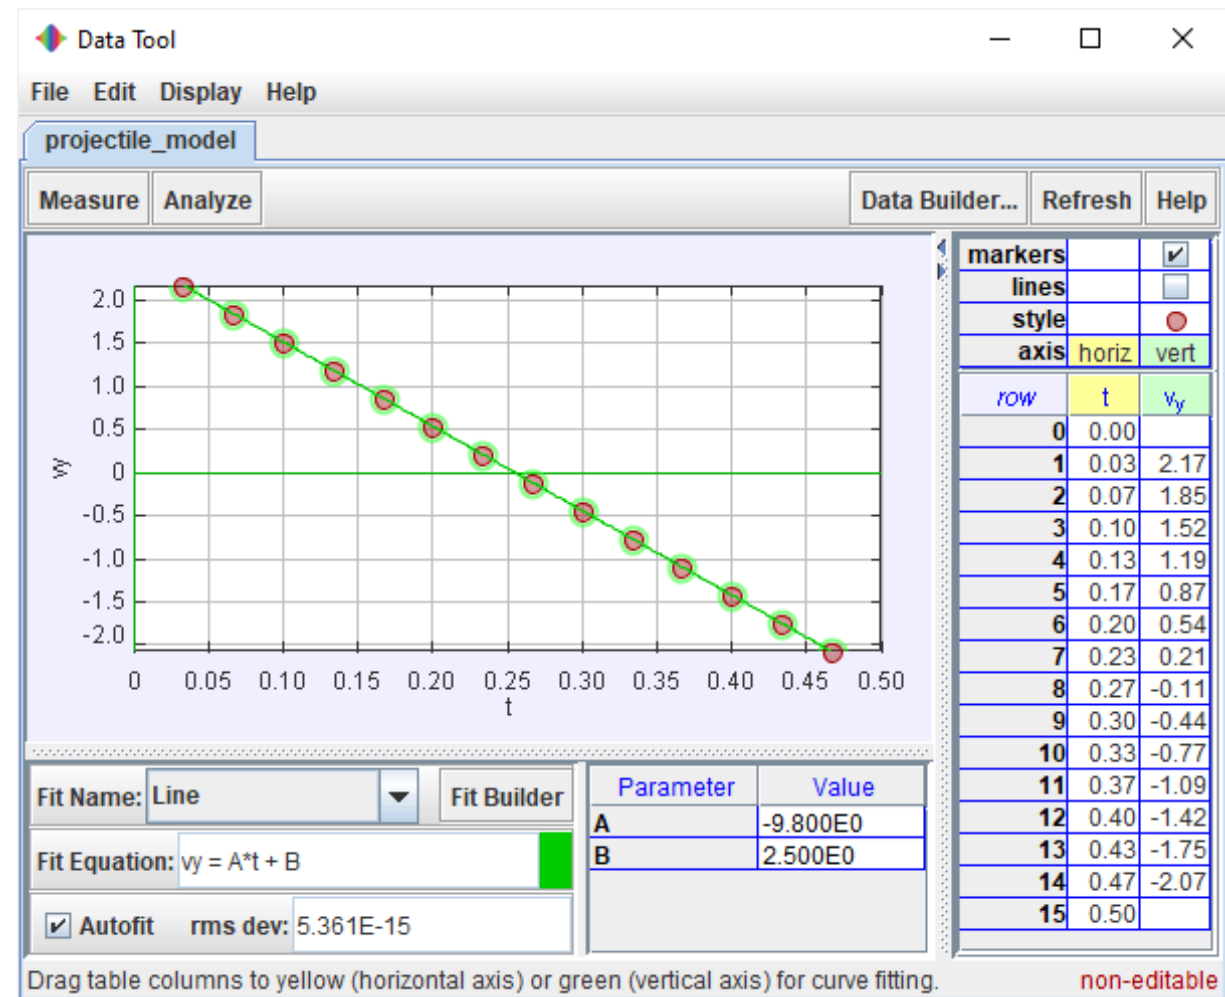 Data Tool
File Edit Display Help
projectile_model
Measure Analyze Data Builder... Refresh Help
2.0
1.5
1.0
0.5
0
-0.5
-1.0
-1.5
-2.0
vy
0 0.05 0.10 0.15 0.20 0.25 0.30 0.35 0.40 0.45 0.50
t
markers
lines
style
axis horiz vert
row t vy
0 0.00
1 0.03 2.17
2 0.07 1.85
3 0.10 1.52
4 0.13 1.19
5 0.17 0.87
6 0.20 0.54
7 0.23 0.21
8 0.27 -0.11
9 0.30 -0.44
10 0.33 -0.77
11 0.37 -1.09
12 0.40 -1.42
13 0.43 -1.75
14 0.47 -2.07
15 0.50
Fit Name: Line Fit Builder
Fit Equation: vy = A*t + B
Autofit rms dev: 5.361E-15
Parameter Value
A -9.800E0
B 2.500E0
Drag table columns to yellow (horizontal axis) or green (vertical axis) for curve fitting. non-editable